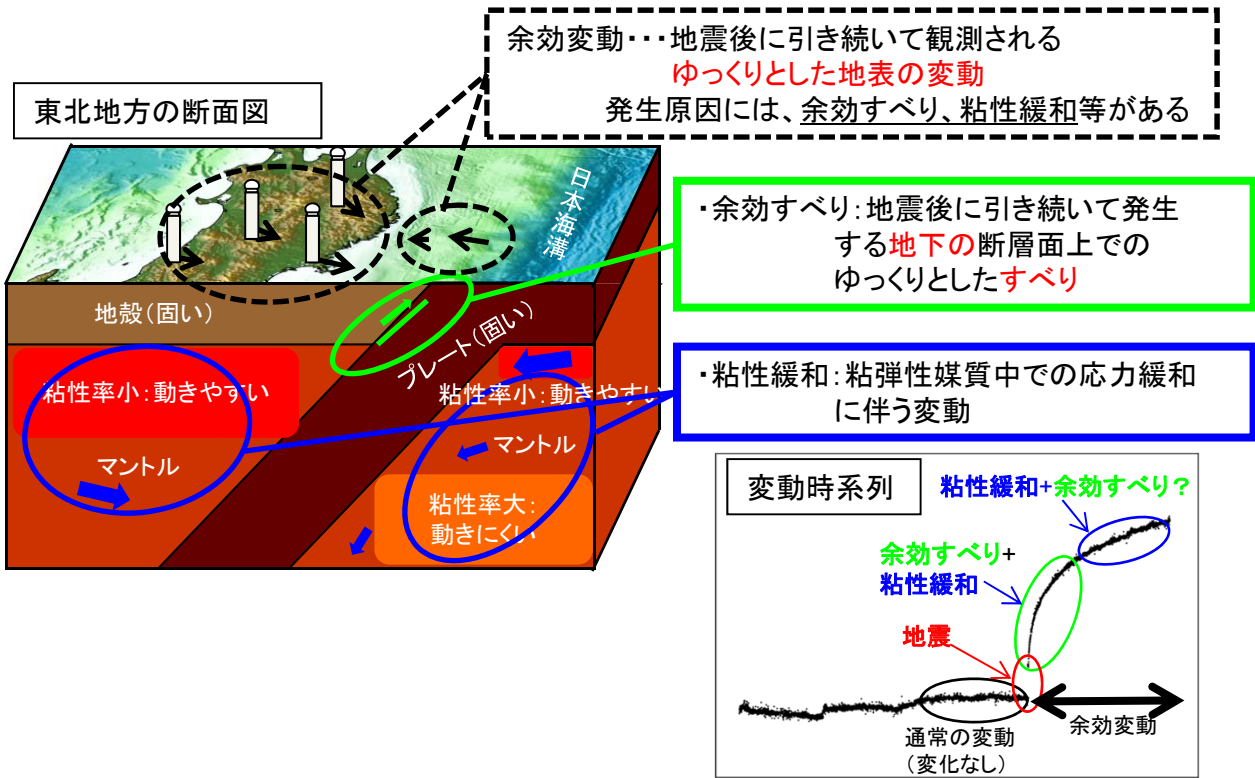 余効変動・・・地震後に引き続いて観測される
ゆっくりとした地表の変動
発生原因には、余効すべり、粘性緩和等がある
東北地方の断面図
日本海溝
・余効すべり：地震後に引き続いて発生
する地下の断層面上での
ゆっくりとしたすべり
地殻（固い）
プレート（固い）
粘性率小：動きやすい
粘性率小：動きやすい
マントル
マントル
粘性率大：
動きにくい
・粘性緩和：粘弾性媒質中での応力緩和
に伴う変動
変動時系列
粘性緩和+余効すべり？
余効すべり+
粘性緩和
地震
通常の変動
（変化なし）
余効変動